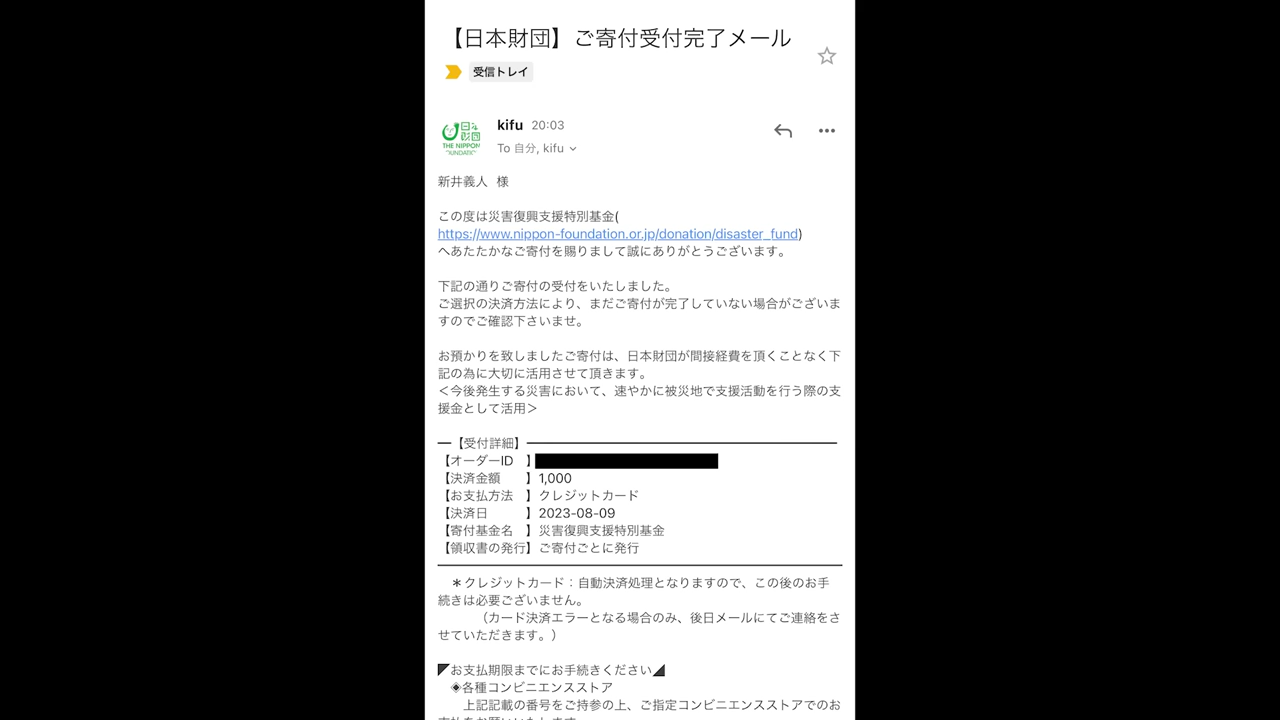 【日本財団】ご寄付受付完了メール
受信トレイ
kifu 20:03
To 自分, kifu
日本財団
THE NIPPON
新井義人 様
この度は災害復興支援特別基金(
https://www.nippon-foundation.or.jp/donation/disaster_fund)
へあたたかなご寄付を賜りまして誠にありがとうございます。
下記の通りご寄付の受付をいたしました。
ご選択の決済方法により、まだご寄付が完了していない場合がございま
すのでご確認下さいませ。
お預かりを致しましたご寄付は、日本財団が間接経費を頂くことなく下
記の為に大切に活用させて頂きます。
＜今後発生する災害において、速やかに被災地で支援活動を行う際の支
援金として活用＞
━【受付詳細】━━━━━━━━━━━━━━━━━━
【オーダーID 】
【決済金額 】1,000
【お支払方法 】クレジットカード
【決済日 】2023-08-09
【寄付基金名 】災害復興支援特別基金
【領収書の発行】ご寄付ごとに発行
＊クレジットカード：自動決済処理となりますので、この後のお手
続きは必要ございません。
（カード決済エラーとなる場合のみ、後日メールにてご連絡をさ
せていただきます。）
◤お支払期限までにお手続きください◢
◈各種コンビニエンスストア
上記記載の番号をご持参の上、ご指定コンビニエンスストアでのお